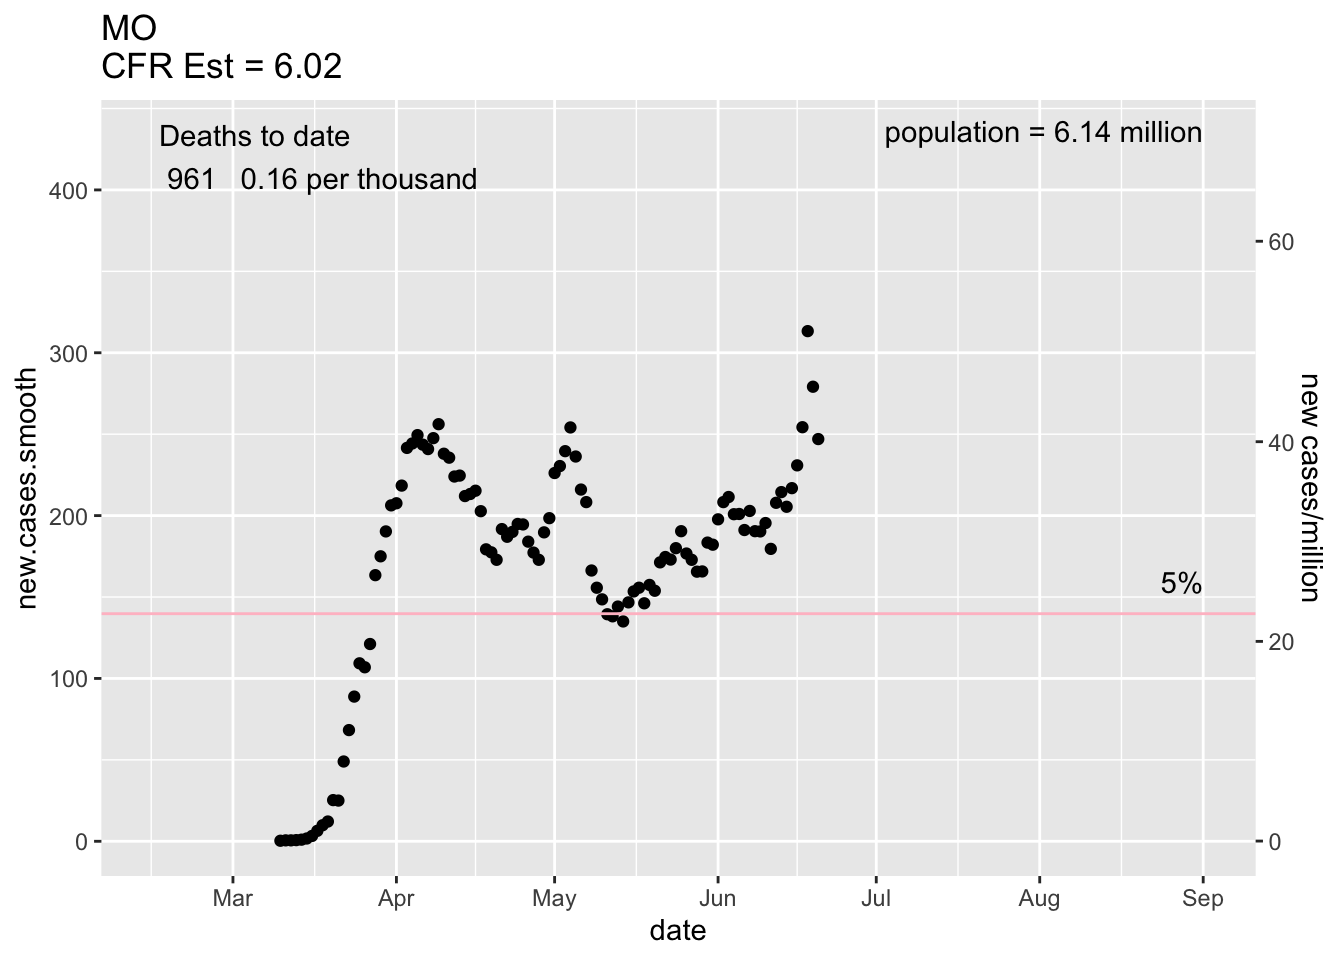 MO
CFR Est = 6.02
Deaths to date
961 0.16 per thousand
population = 6.14 million
400
300
200
100
0
new.cases.smooth
60
40
20
0
new cases/million
5%
Mar Apr May Jun Jul Aug Sep
date